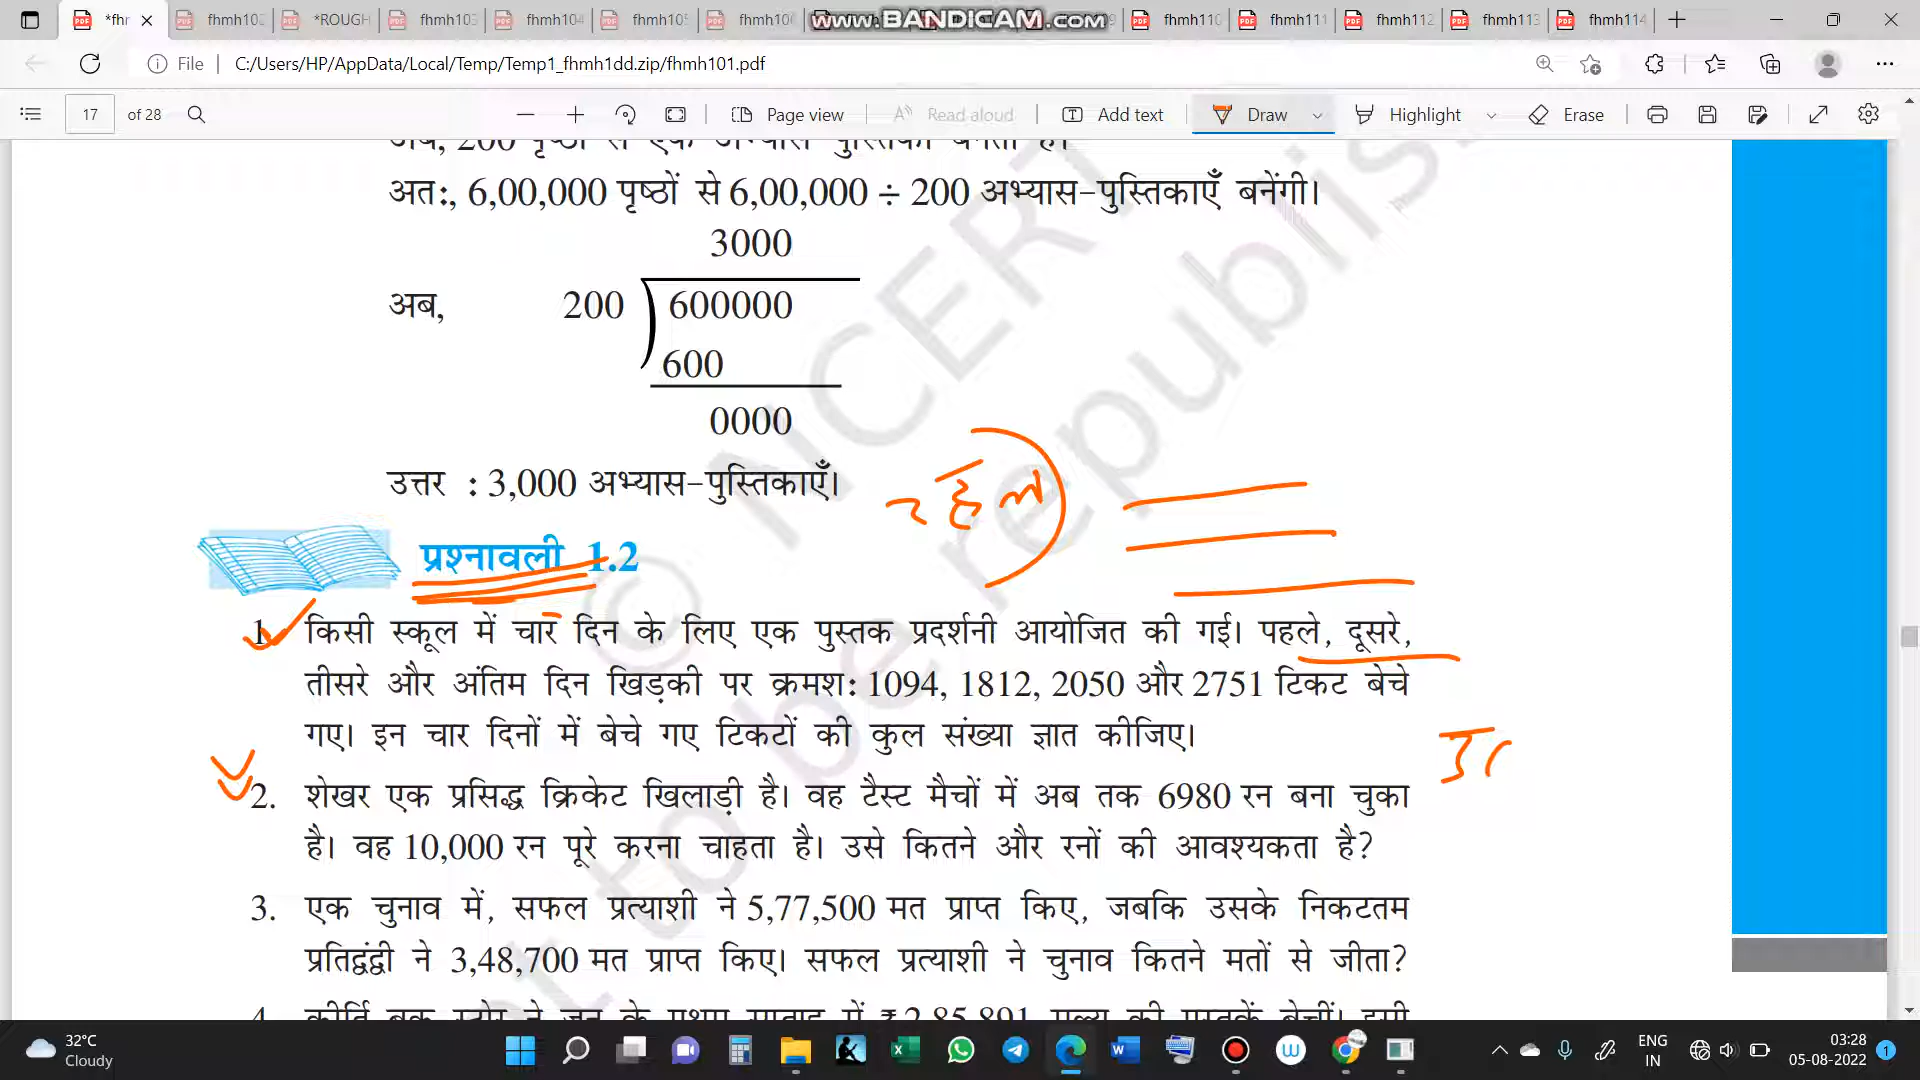 *fhr
fhmh102
*ROUGH
fhmh103
fhmh104
fhmh105
www.BANDICAM.com
fhmh110
fhmh111
fhmh112
fhmh113
fhmh114
File
C:/Users/HP/AppData/Local/Temp/Temp1_fhmh1dd.zip/fhmh101.pdf
17 of 28
Page view
Read aloud
Add text
Draw
Highlight
Erase
अतः, 6,00,000 पृष्ठों से 6,00,000 ÷ 200 अभ्यास-पुस्तिकाएँ बनेंगी।
3000
अब, 200 600000
600
0000
उत्तर : 3,000 अभ्यास-पुस्तिकाएँ।
प्रश्नावली 1.2
1 किसी स्कूल में चार दिन के लिए एक पुस्तक प्रदर्शनी आयोजित की गई। पहले, दूसरे,
तीसरे और अंतिम दिन खिड़की पर क्रमशः 1094, 1812, 2050 और 2751 टिकट बेचे
गए। इन चार दिनों में बेचे गए टिकटों की कुल संख्या ज्ञात कीजिए।
2. शेखर एक प्रसिद्ध क्रिकेट खिलाड़ी है। वह टैस्ट मैचों में अब तक 6980 रन बना चुका
है। वह 10,000 रन पूरे करना चाहता है। उसे कितने और रनों की आवश्यकता है?
3. एक चुनाव में, सफल प्रत्याशी ने 5,77,500 मत प्राप्त किए, जबकि उसके निकटतम
प्रतिद्वंद्वी ने 3,48,700 मत प्राप्त किए। सफल प्रत्याशी ने चुनाव कितने मतों से जीता?
© NCERT
to be republis
32°C
Cloudy
ENG
IN
03:28
05-08-2022
1